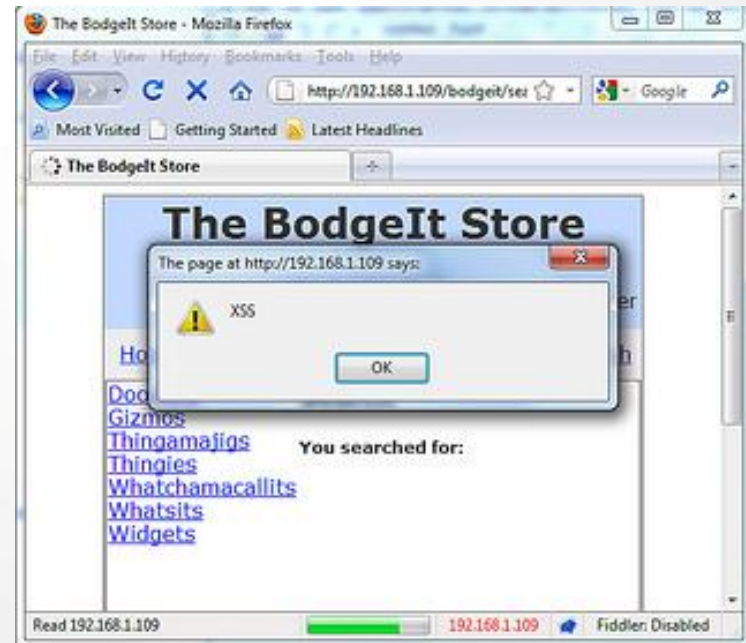 The BodgeIt Store - Mozilla Firefox
File Edit View History Bookmarks Tools Help
http://192.168.1.109/bodgeit/sea
Google
Most Visited Getting Started Latest Headlines
The BodgeIt Store
The BodgeIt Store
The page at http://192.168.1.109 says:
XSS
OK
Gizmos
Thingamajigs
Thingies
Whatchamacallits
Whatsits
Widgets
You searched for:
Read 192.168.1.109
192.168.1.109
Fiddler: Disabled